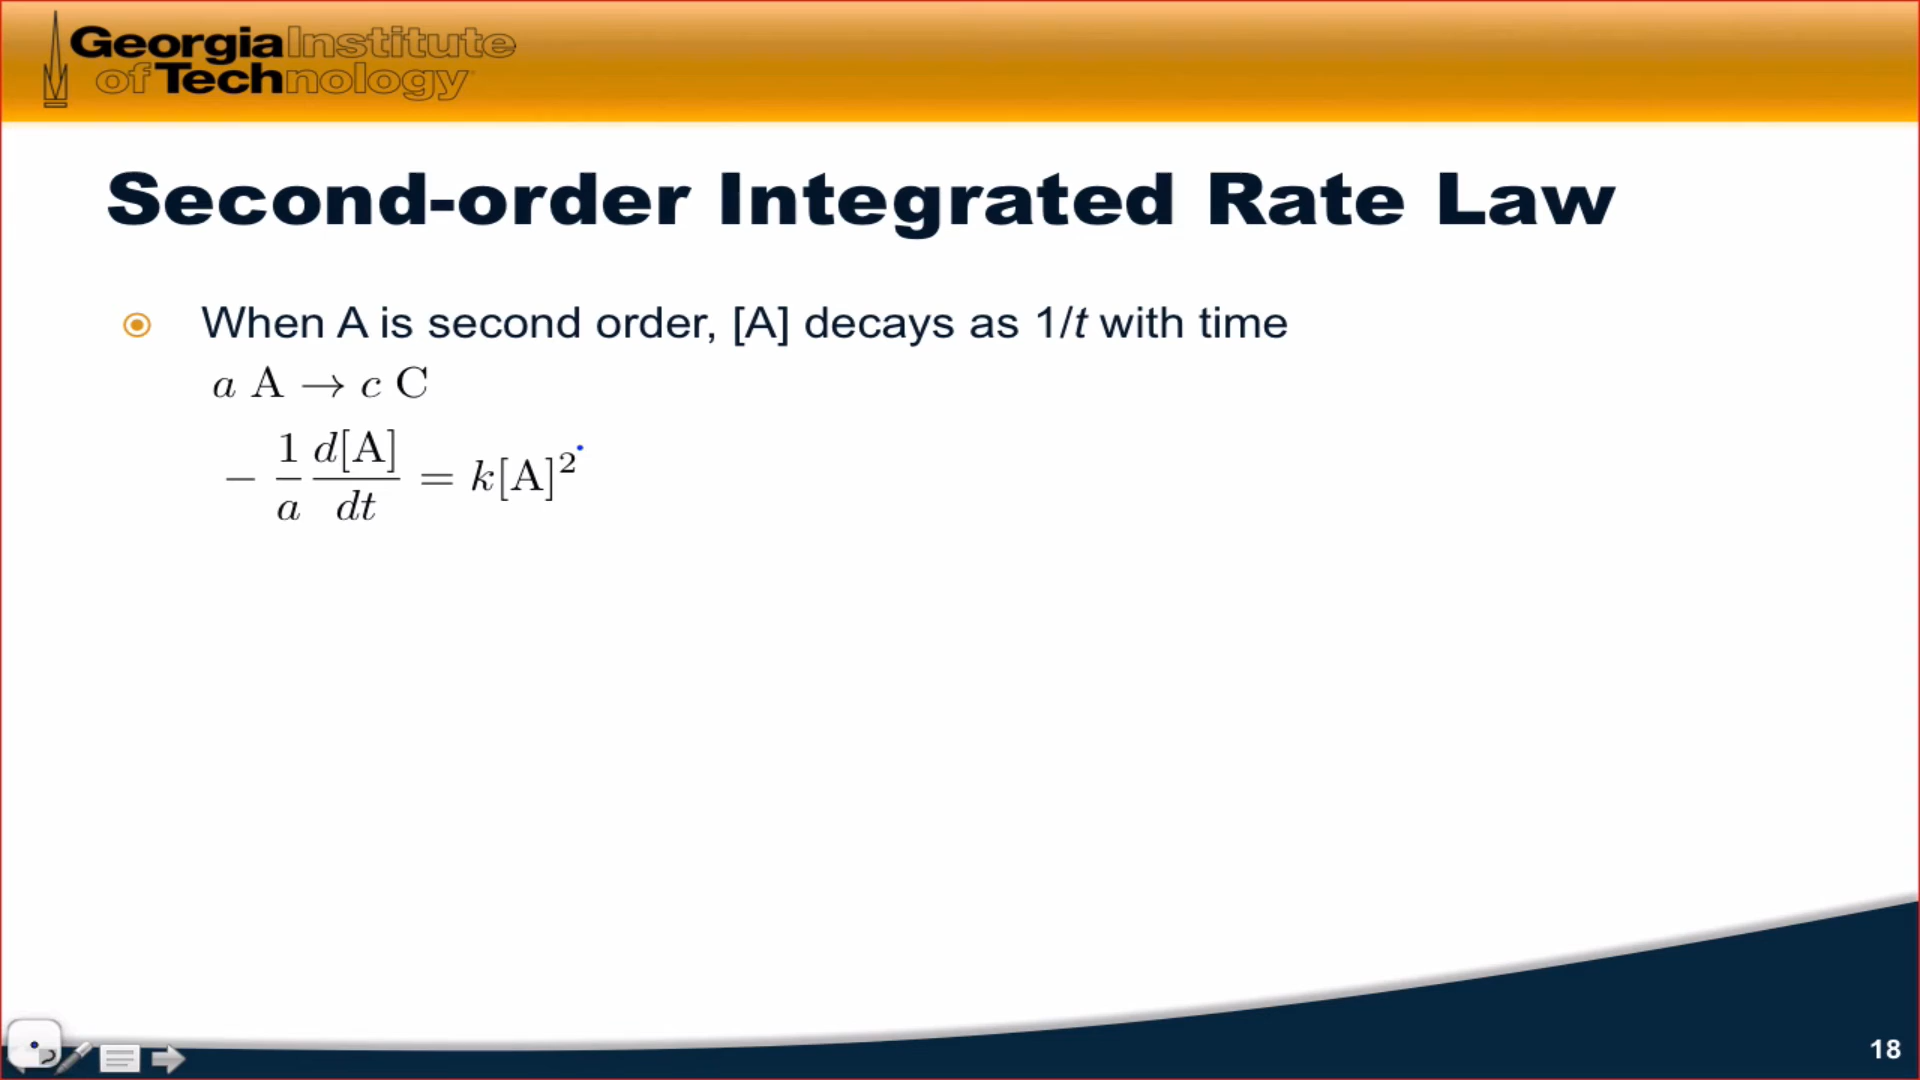 Georgia Institute
of Technology
Second-order Integrated Rate Law
When A is second order, [A] decays as 1/t with time
a A → c C
− 1/a d[A]/dt = k[A]²
18